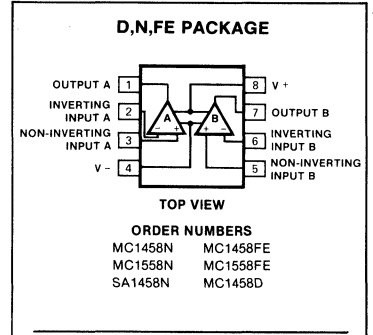 D,N,FE PACKAGE
OUTPUT A 1
8 V +
INVERTING INPUT A 2
7 OUTPUT B
NON-INVERTING INPUT A 3
6 INVERTING INPUT B
V - 4
5 NON-INVERTING INPUT B
A
B
- +
+ -
TOP VIEW
ORDER NUMBERS
MC1458N MC1458FE
MC1558N MC1558FE
SA1458N MC1458D